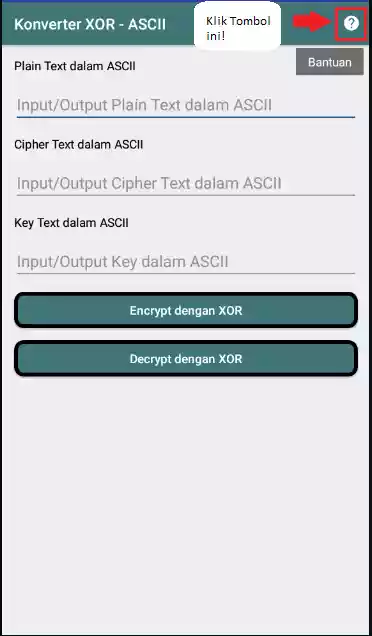 Konverter XOR - ASCII
Klik Tombol
ini!
?
Bantuan
Plain Text dalam ASCII
Input/Output Plain Text dalam ASCII
Cipher Text dalam ASCII
Input/Output Cipher Text dalam ASCII
Key Text dalam ASCII
Input/Output Key dalam ASCII
Encrypt dengan XOR
Decrypt dengan XOR